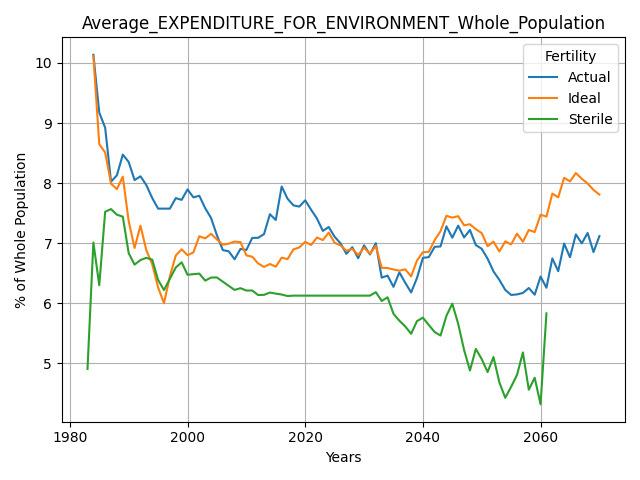 Average_EXPENDITURE_FOR_ENVIRONMENT_Whole_Population
Fertility
Actual
Ideal
Sterile
% of Whole Population
10
9
8
7
6
5
1980
2000
2020
2040
2060
Years